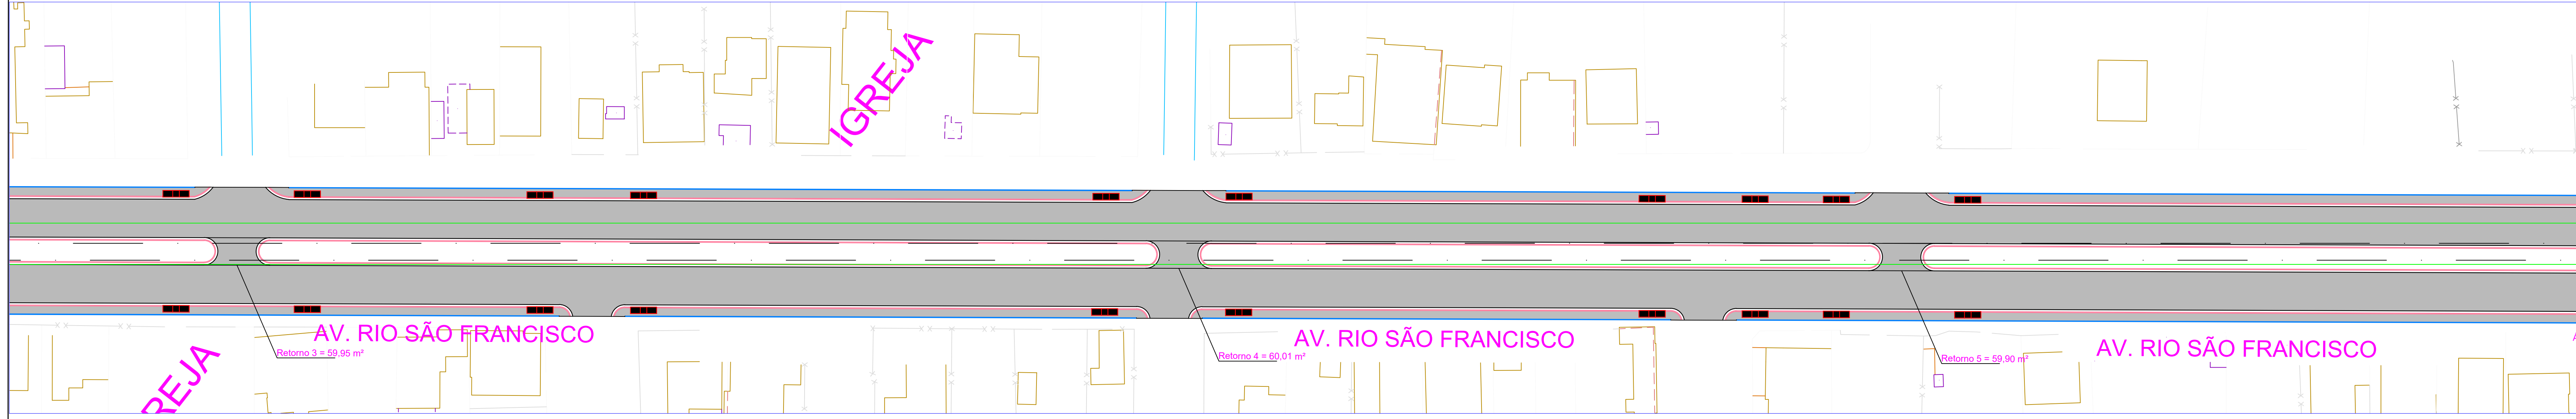 IGREJA
AV. RIO SÃO FRANCISCO
Retorno 3 = 59,95 m²
REJA
AV. RIO SÃO FRANCISCO
Retorno 4 = 60,01 m²
AV. RIO SÃO FRANCISCO
Retorno 5 = 59,90 m²